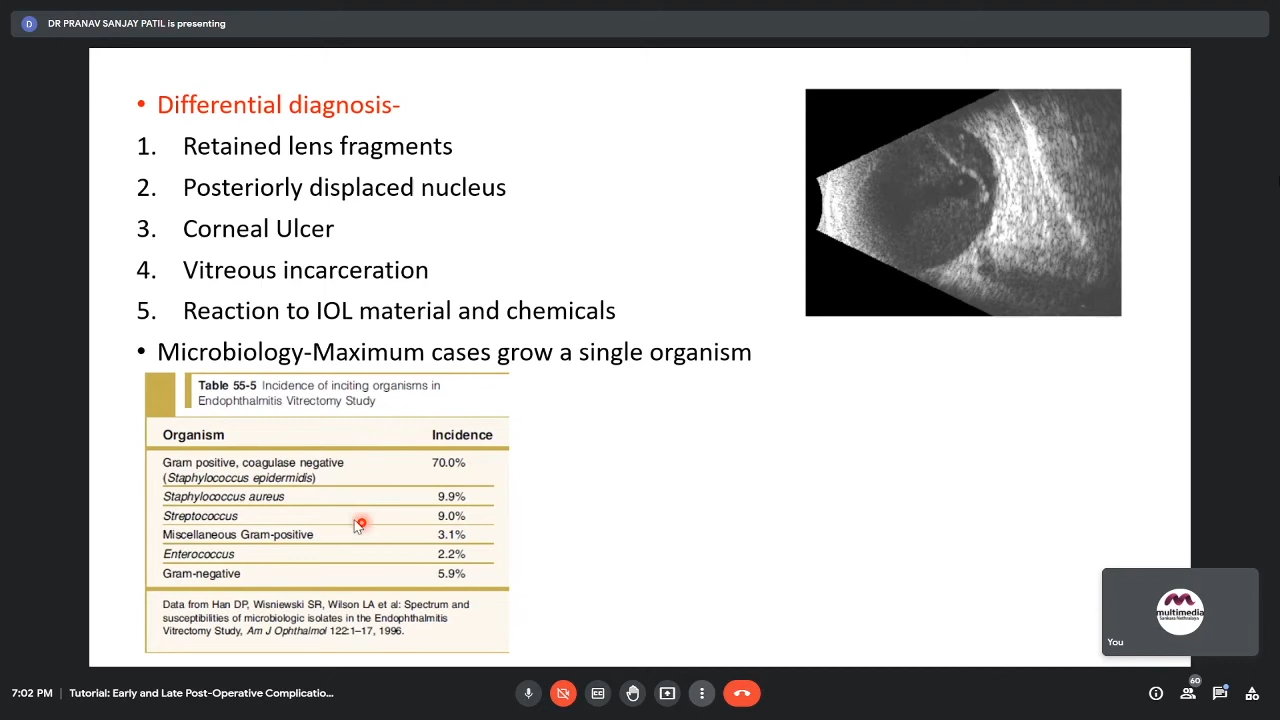 D
DR PRANAV SANJAY PATIL is presenting
• Differential diagnosis-
1. Retained lens fragments
2. Posteriorly displaced nucleus
3. Corneal Ulcer
4. Vitreous incarceration
5. Reaction to IOL material and chemicals
• Microbiology-Maximum cases grow a single organism
Table 55-5 Incidence of inciting organisms in
Endophthalmitis Vitrectomy Study
Organism Incidence
Gram positive, coagulase negative 70.0%
(Staphylococcus epidermidis)
Staphylococcus aureus 9.9%
Streptococcus 9.0%
Miscellaneous Gram-positive 3.1%
Enterococcus 2.2%
Gram-negative 5.9%
Data from Han DP, Wisniewski SR, Wilson LA et al: Spectrum and
susceptibilities of microbiologic isolates in the Endophthalmitis
Vitrectomy Study, Am J Ophthalmol 122:1–17, 1996.
multimedia
Sankara Nethralaya
You
7:02 PM | Tutorial: Early and Late Post-Operative Complicatio...
CC
60